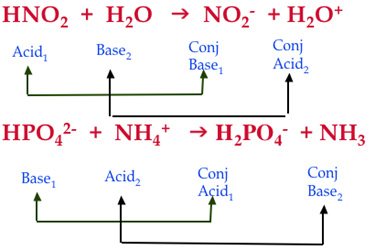 HNO₂ + H₂O → NO₂⁻ + H₂O⁺
Acid₁ Base₂ Conj Base₁ Conj Acid₂
HPO₄²⁻ + NH₄⁺ → H₂PO₄⁻ + NH₃
Base₁ Acid₂ Conj Acid₁ Conj Base₂